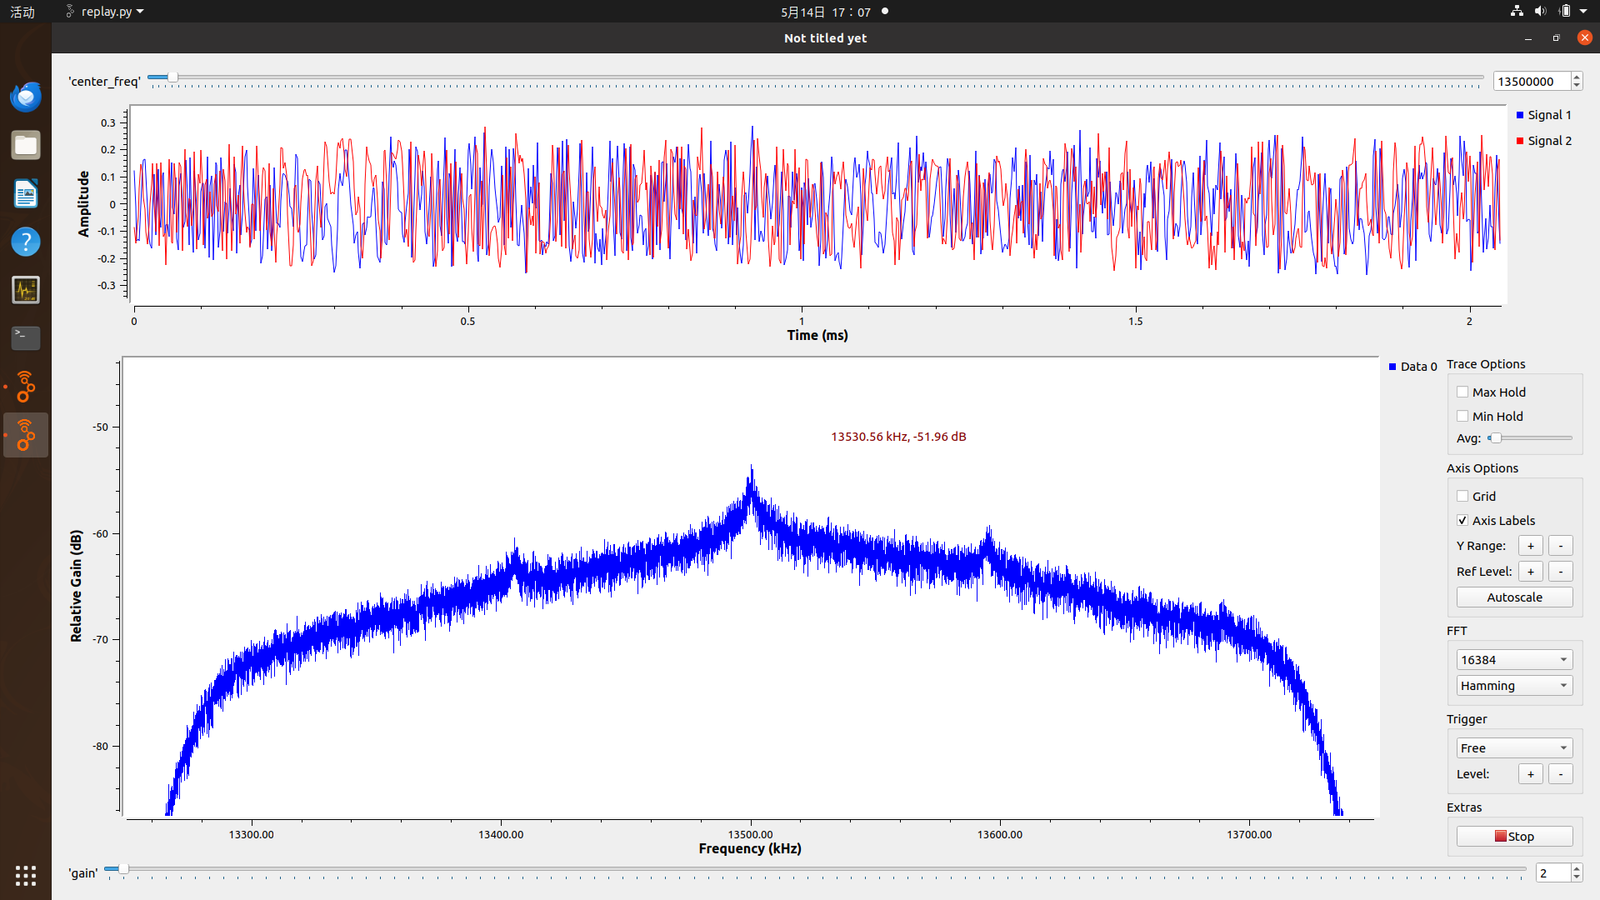 活动
replay.py
5月14日 17：07
Not titled yet
'center_freq'
13500000
Signal 1
Signal 2
0.3
0.2
0.1
0
-0.1
-0.2
-0.3
Amplitude
0
0.5
1
1.5
2
Time (ms)
Data 0
13530.56 kHz, -51.96 dB
-50
-60
-70
-80
Relative Gain (dB)
13300.00
13400.00
13500.00
13600.00
13700.00
Frequency (kHz)
Trace Options
Max Hold
Min Hold
Avg:
Axis Options
Grid
Axis Labels
Y Range:
+
-
Ref Level:
+
-
Autoscale
FFT
16384
Hamming
Trigger
Free
Level:
+
-
Extras
Stop
'gain'
2